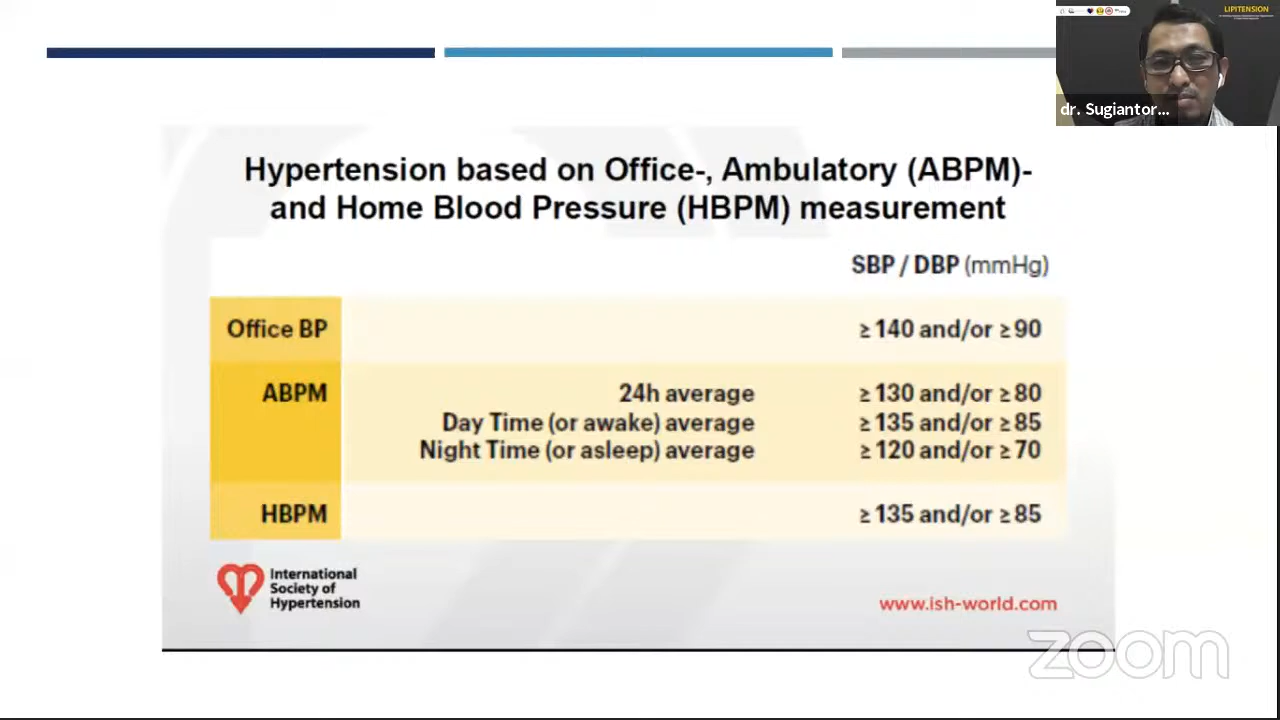 LIPITENSION
dr. Sugiantor...
Hypertension based on Office-, Ambulatory (ABPM)-
and Home Blood Pressure (HBPM) measurement
SBP / DBP (mmHg)
Office BP ≥ 140 and/or ≥ 90
ABPM 24h average ≥ 130 and/or ≥ 80
Day Time (or awake) average ≥ 135 and/or ≥ 85
Night Time (or asleep) average ≥ 120 and/or ≥ 70
HBPM ≥ 135 and/or ≥ 85
International
Society of
Hypertension
www.ish-world.com
zoom